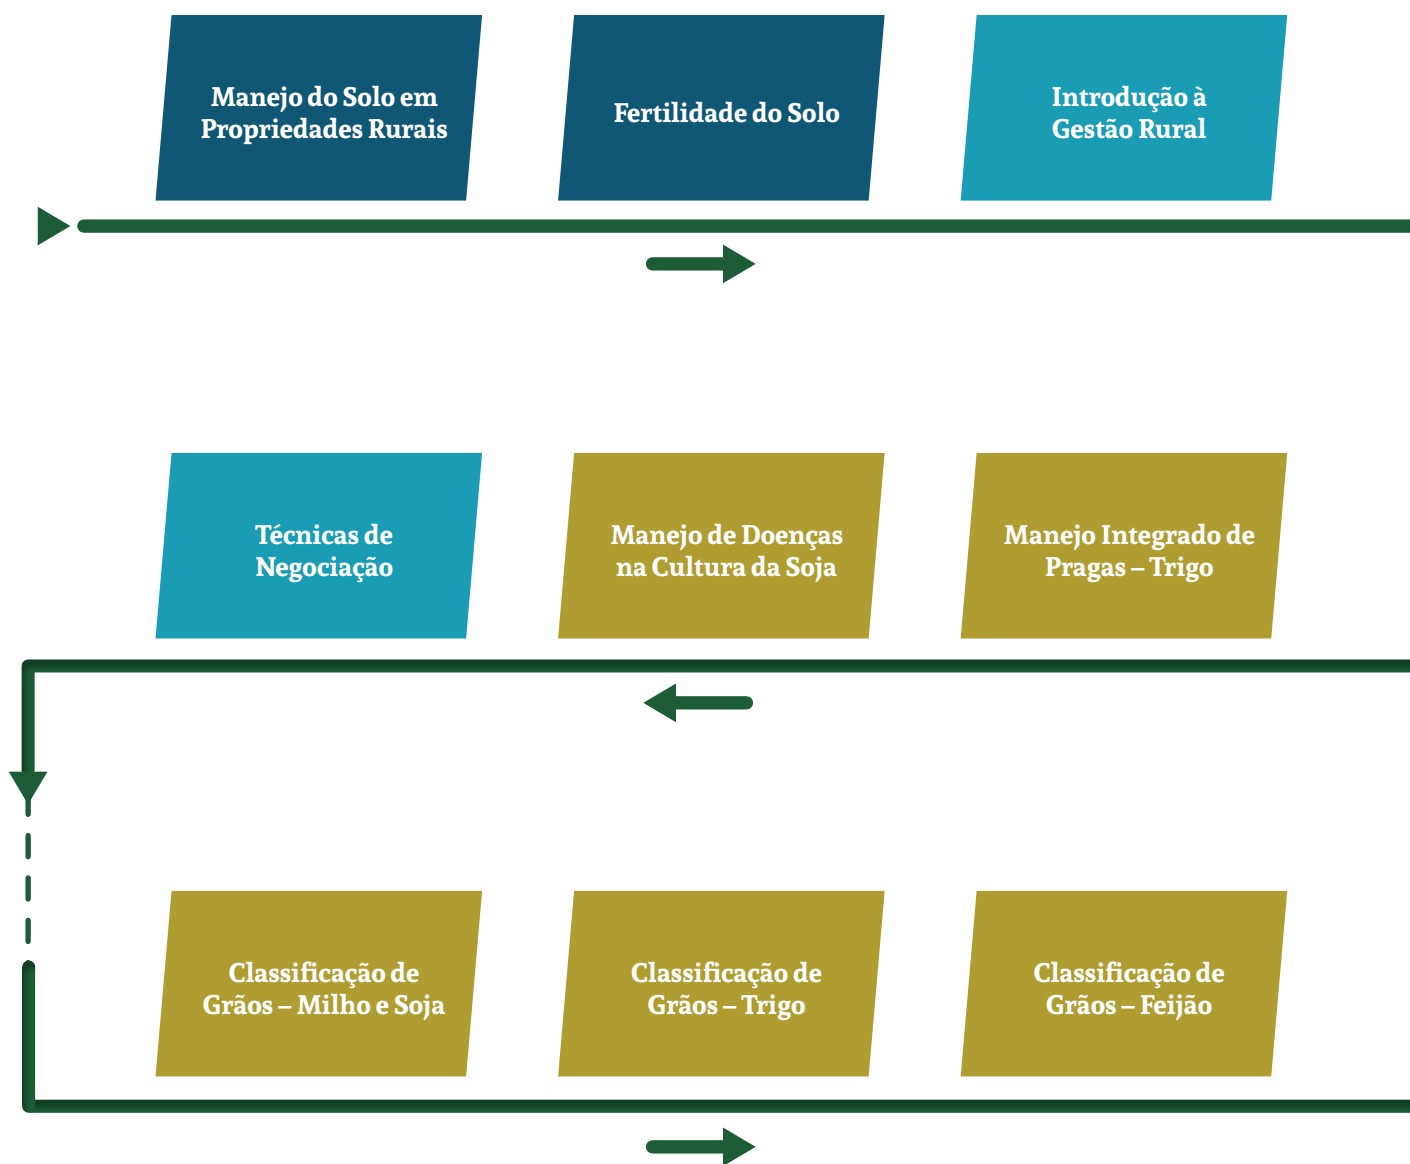 Manejo do Solo em
Propriedades Rurais
Fertilidade do Solo
Introdução à
Gestão Rural
Técnicas de
Negociação
Manejo de Doenças
na Cultura da Soja
Manejo Integrado de
Pragas – Trigo
Classificação de
Grãos – Milho e Soja
Classificação de
Grãos – Trigo
Classificação de
Grãos – Feijão